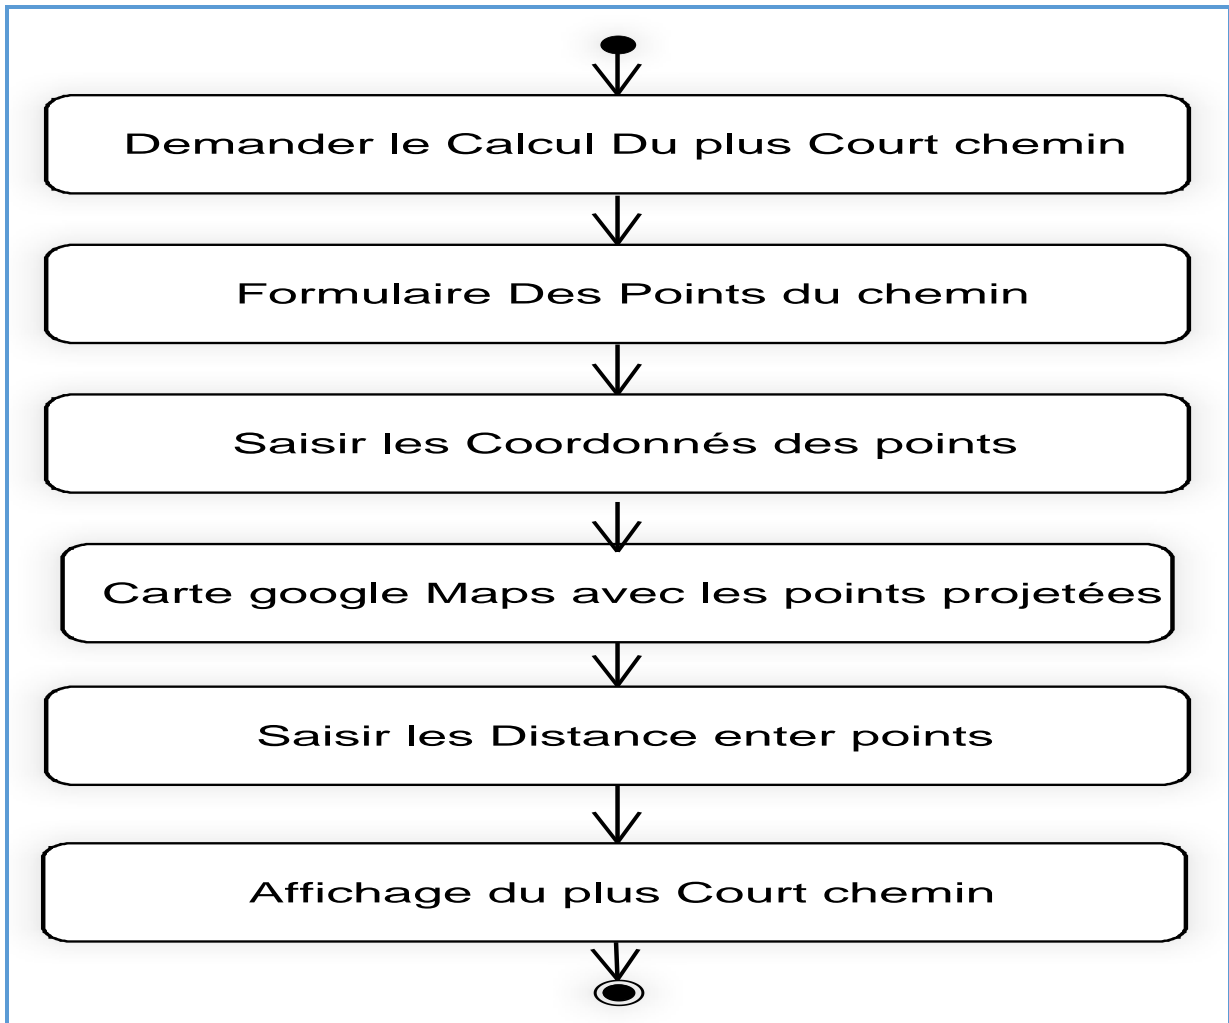 Demander le Calcul Du plus Court chemin
Formulaire Des Points du chemin
Saisir les Coordonnés des points
Carte google Maps avec les points projetées
Saisir les Distance enter points
Affichage du plus Court chemin